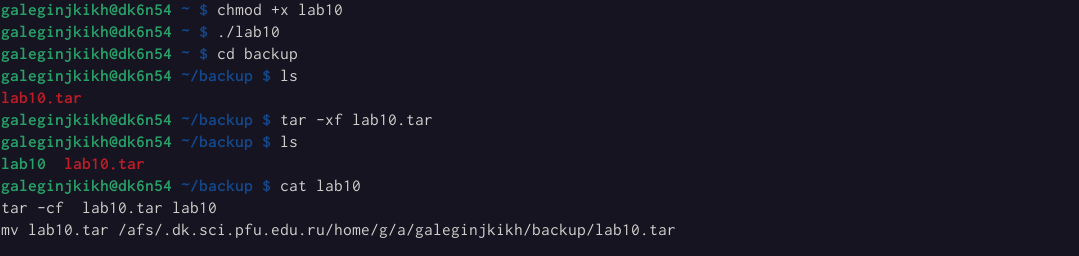 galeginjkikh@dk6n54 ~ $ chmod +x lab10
galeginjkikh@dk6n54 ~ $ ./lab10
galeginjkikh@dk6n54 ~ $ cd backup
galeginjkikh@dk6n54 ~/backup $ ls
lab10.tar
galeginjkikh@dk6n54 ~/backup $ tar -xf lab10.tar
galeginjkikh@dk6n54 ~/backup $ ls
lab10  lab10.tar
galeginjkikh@dk6n54 ~/backup $ cat lab10
tar -cf  lab10.tar lab10
mv lab10.tar /afs/.dk.sci.pfu.edu.ru/home/g/a/galeginjkikh/backup/lab10.tar